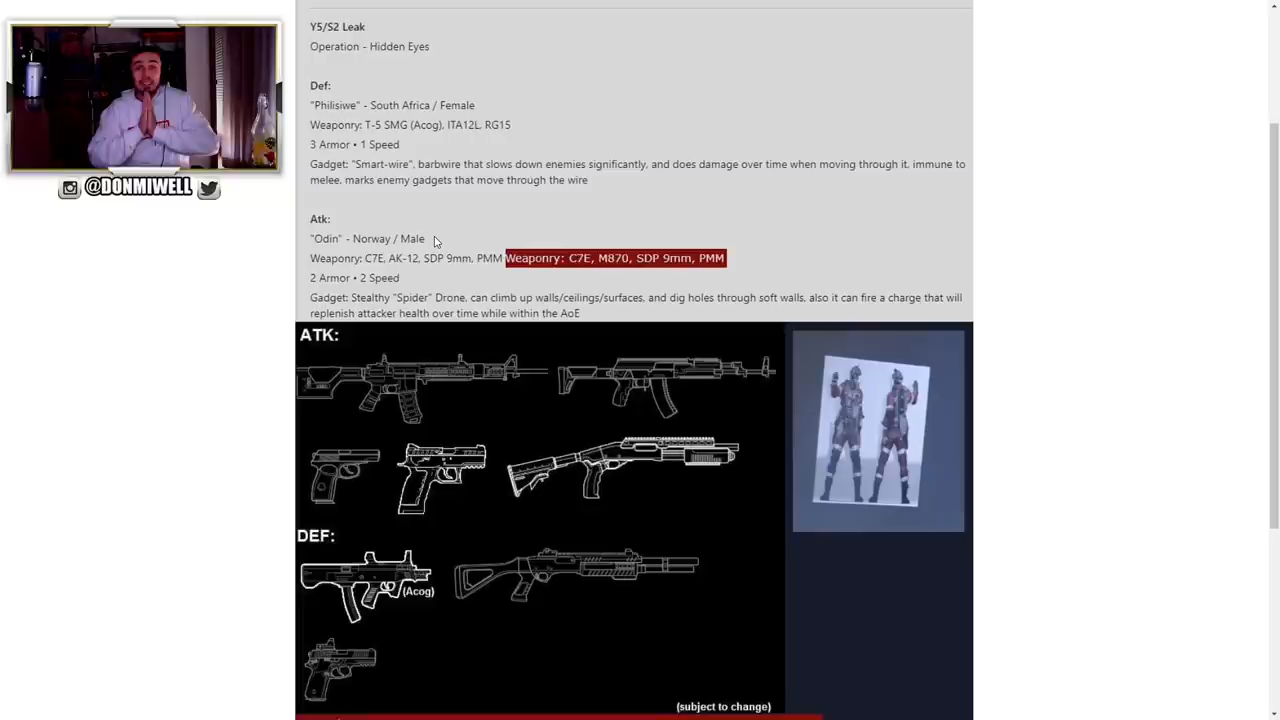 Y5/S2 Leak
Operation - Hidden Eyes
Def:
"Philisiwe" - South Africa / Female
Weaponry: T-5 SMG (Acog), ITA12L, RG15
3 Armor • 1 Speed
Gadget: "Smart-wire", barbwire that slows down enemies significantly, and does damage over time when moving through it, immune to
melee, marks enemy gadgets that move through the wire
@DONMIWELL
Atk:
"Odin" - Norway / Male
Weaponry: C7E, AK-12, SDP 9mm, PMM Weaponry: C7E, M870, SDP 9mm, PMM
2 Armor • 2 Speed
Gadget: Stealthy "Spider" Drone, can climb up walls/ceilings/surfaces, and dig holes through soft walls, also it can fire a charge that will
replenish attacker health over time while within the AoE
ATK:
DEF:
(Acog)
(subject to change)